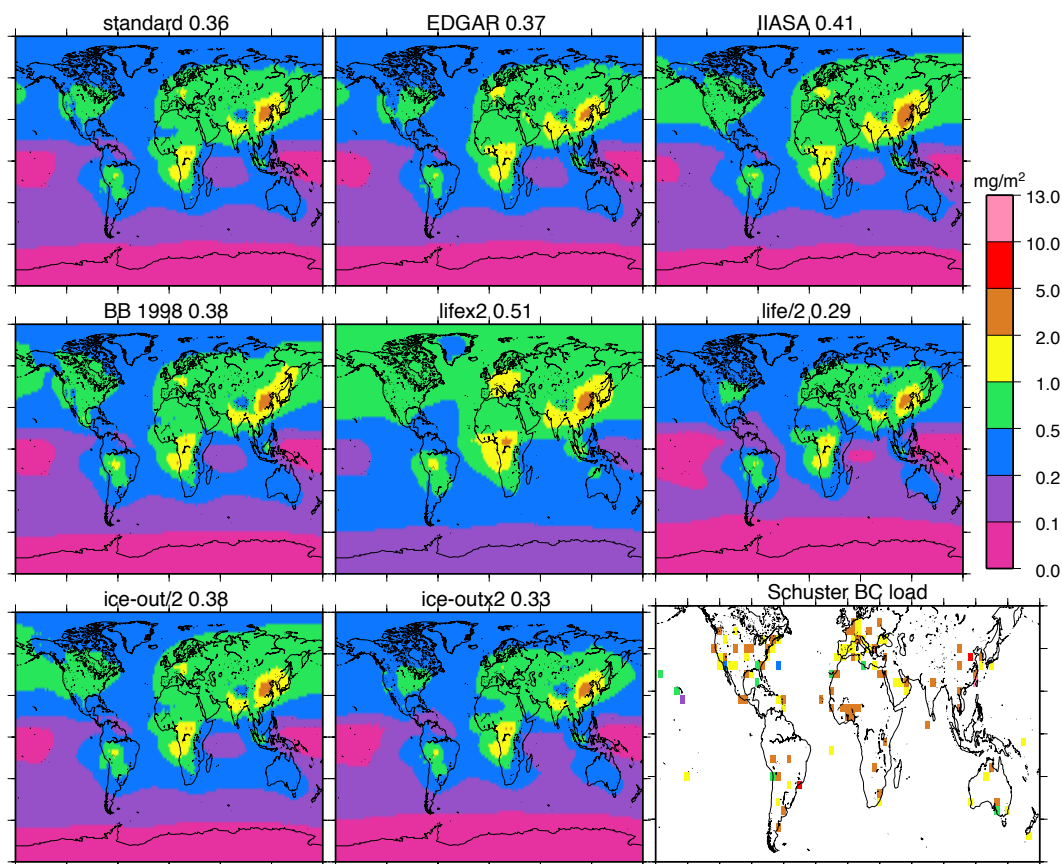 standard 0.36
EDGAR 0.37
IIASA 0.41
mg/m²
13.0
10.0
5.0
2.0
1.0
0.5
0.2
0.1
0.0
BB 1998 0.38
lifex2 0.51
life/2 0.29
ice-out/2 0.38
ice-outx2 0.33
Schuster BC load